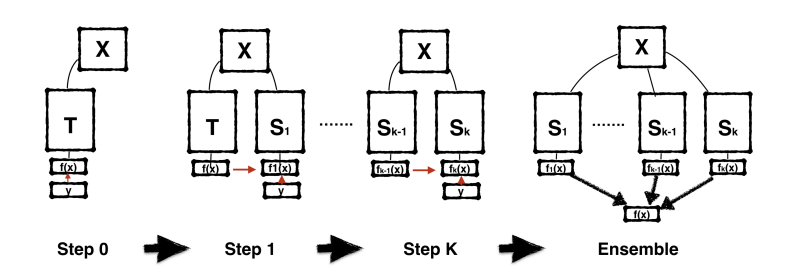 X X X X
T T S1 ........ Sk-1 Sk S1 ........ Sk-1 Sk
f(x) f(x) f1(x) fk-1(x) fk(x) f1(x) fk-1(x) fk(x)
y y y
f(x)
Step 0 Step 1 Step K Ensemble